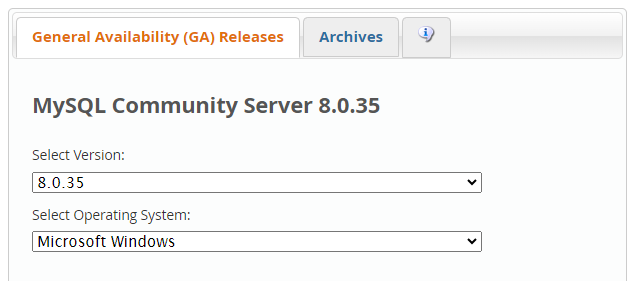 General Availability (GA) Releases
Archives
MySQL Community Server 8.0.35
Select Version:
8.0.35
Select Operating System:
Microsoft Windows